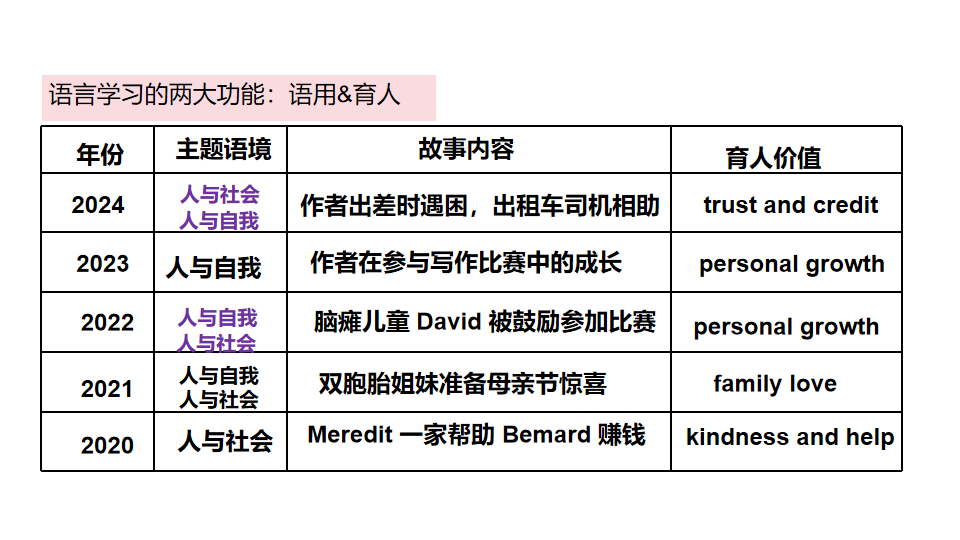 语言学习的两大功能：语用&育人
年份 主题语境 故事内容 育人价值
2024 人与社会 人与自我 作者出差时遇困，出租车司机相助 trust and credit
2023 人与自我 作者在参与写作比赛中的成长 personal growth
2022 人与自我 人与社会 脑瘫儿童 David 被鼓励参加比赛 personal growth
2021 人与自我 人与社会 双胞胎姐妹准备母亲节惊喜 family love
2020 人与社会 Meredit 一家帮助 Bemard 赚钱 kindness and help